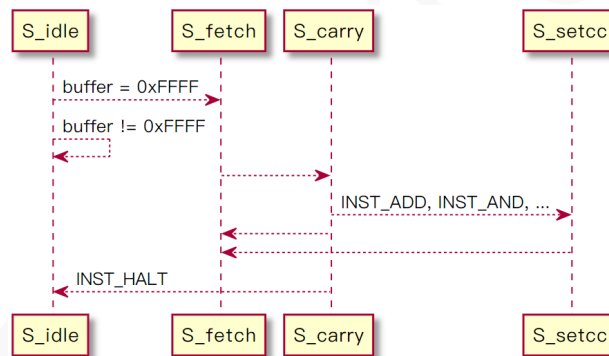 S_idle
S_fetch
S_carry
S_setcc
buffer = 0xFFFF
buffer != 0xFFFF
INST_ADD, INST_AND, ...
INST_HALT
S_idle
S_fetch
S_carry
S_setcc